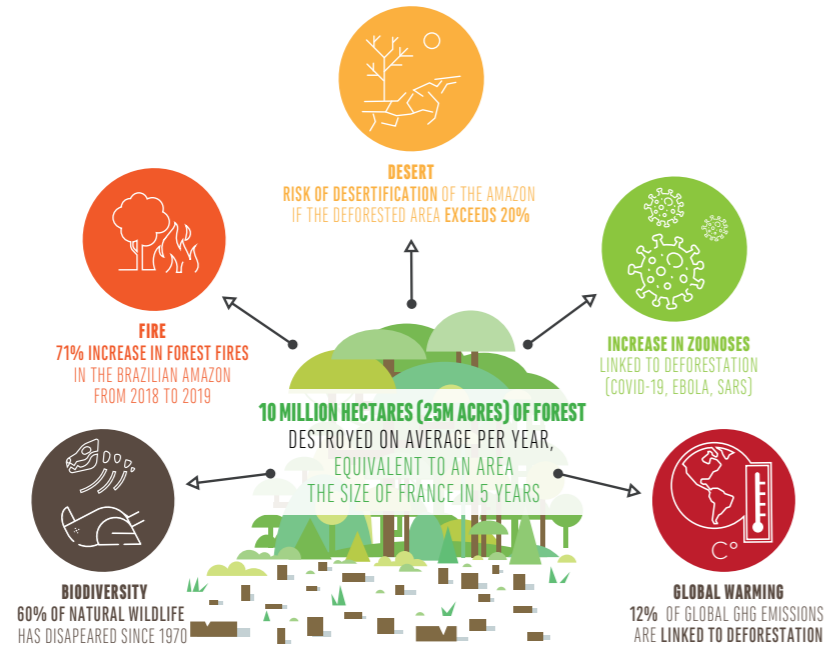 DESERT
RISK OF DESERTIFICATION OF THE AMAZON
IF THE DEFORESTED AREA EXCEEDS 20%
FIRE
71% INCREASE IN FOREST FIRES
IN THE BRAZILIAN AMAZON
FROM 2018 TO 2019
INCREASE IN ZOONOSES
LINKED TO DEFORESTATION
(COVID-19, EBOLA, SARS)
10 MILLION HECTARES (25M ACRES) OF FOREST
DESTROYED ON AVERAGE PER YEAR,
EQUIVALENT TO AN AREA
THE SIZE OF FRANCE IN 5 YEARS
BIODIVERSITY
60% OF NATURAL WILDLIFE
HAS DISAPEARED SINCE 1970
C°
GLOBAL WARMING
12% OF GLOBAL GHG EMISSIONS
ARE LINKED TO DEFORESTATION